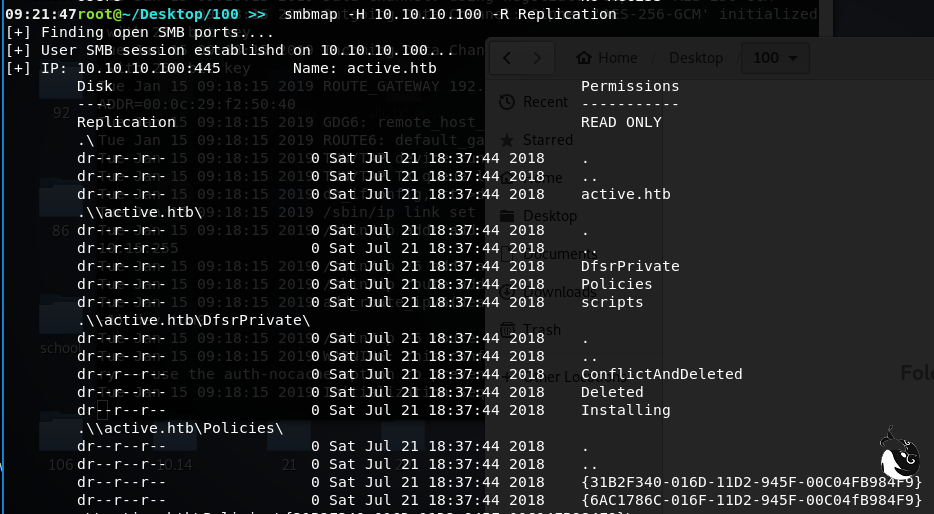 09:21:47root@~/Desktop/100 >> smbmap -H 10.10.10.100 -R Replication
[+] Finding open SMB ports....
[+] User SMB session establishd on 10.10.10.100...
[+] IP: 10.10.10.100:445 Name: active.htb
Disk Permissions
---- -----------
Replication READ ONLY
.\
dr--r--r-- 0 Sat Jul 21 18:37:44 2018 .
dr--r--r-- 0 Sat Jul 21 18:37:44 2018 ..
dr--r--r-- 0 Sat Jul 21 18:37:44 2018 active.htb
.\\active.htb\
dr--r--r-- 0 Sat Jul 21 18:37:44 2018 .
dr--r--r-- 0 Sat Jul 21 18:37:44 2018 ..
dr--r--r-- 0 Sat Jul 21 18:37:44 2018 DfsrPrivate
dr--r--r-- 0 Sat Jul 21 18:37:44 2018 Policies
dr--r--r-- 0 Sat Jul 21 18:37:44 2018 scripts
.\\active.htb\DfsrPrivate\
dr--r--r-- 0 Sat Jul 21 18:37:44 2018 .
dr--r--r-- 0 Sat Jul 21 18:37:44 2018 ..
dr--r--r-- 0 Sat Jul 21 18:37:44 2018 ConflictAndDeleted
dr--r--r-- 0 Sat Jul 21 18:37:44 2018 Deleted
dr--r--r-- 0 Sat Jul 21 18:37:44 2018 Installing
.\\active.htb\Policies\
dr--r--r-- 0 Sat Jul 21 18:37:44 2018 .
dr--r--r-- 0 Sat Jul 21 18:37:44 2018 ..
dr--r--r-- 0 Sat Jul 21 18:37:44 2018 {31B2F340-016D-11D2-945F-00C04FB984F9}
dr--r--r-- 0 Sat Jul 21 18:37:44 2018 {6AC1786C-016F-11D2-945F-00C04fB984F9}
Home
Desktop
100
Recent
Starred
Desktop
Documents
Downloads
Trash
Other Locations
92
86
school
106
10.14
21